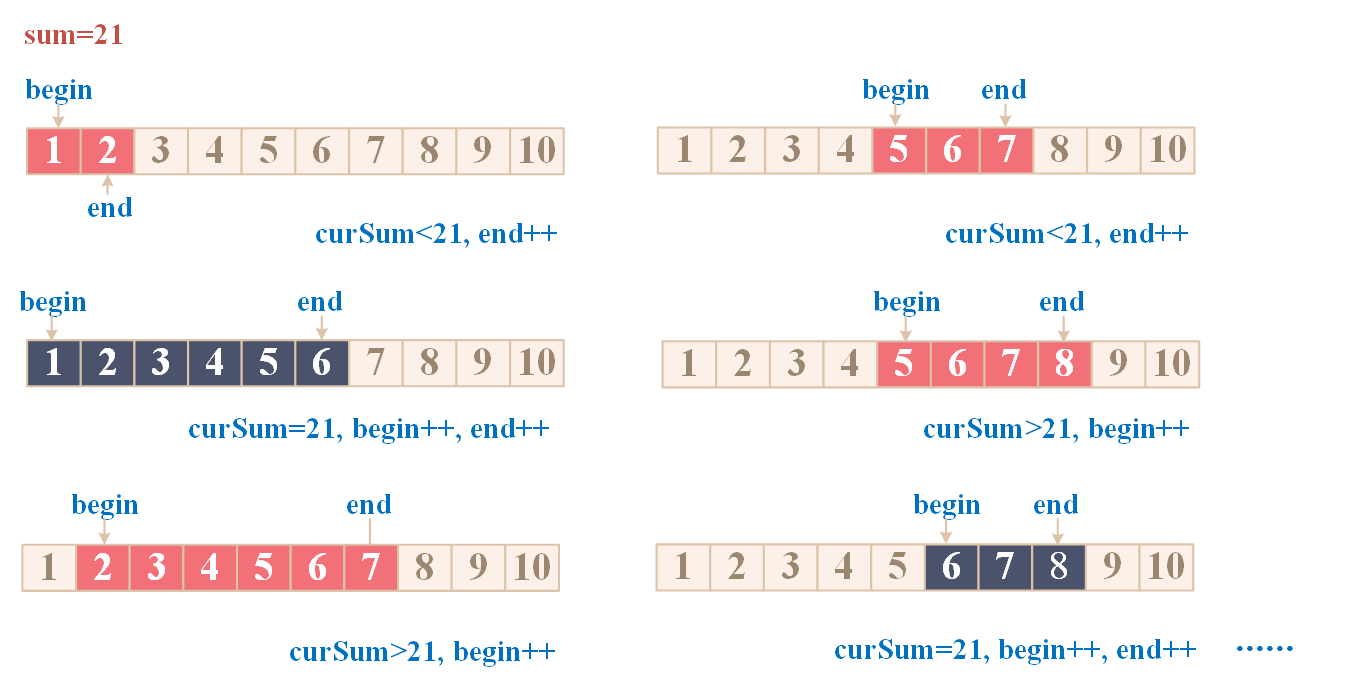 sum=21
begin
1 2 3 4 5 6 7 8 9 10
end
curSum<21, end++
begin end
1 2 3 4 5 6 7 8 9 10
curSum=21, begin++, end++
begin end
1 2 3 4 5 6 7 8 9 10
curSum>21, begin++
begin end
1 2 3 4 5 6 7 8 9 10
curSum<21, end++
begin end
1 2 3 4 5 6 7 8 9 10
curSum>21, begin++
begin end
1 2 3 4 5 6 7 8 9 10
curSum=21, begin++, end++ ······